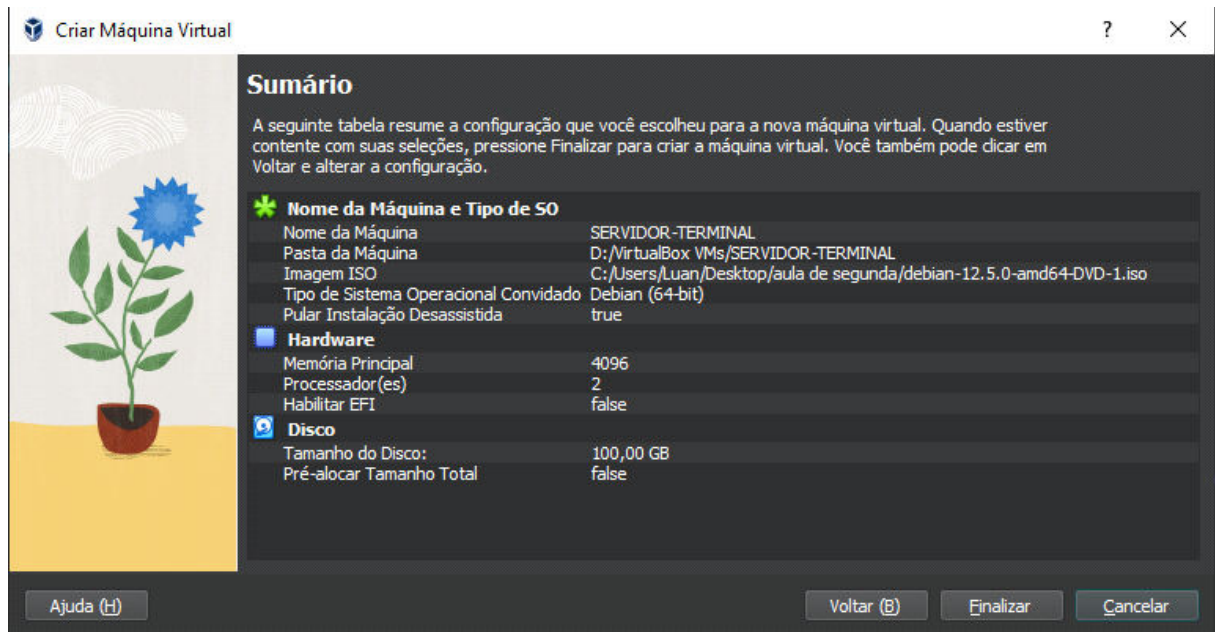 Criar Máquina Virtual
?
Sumário
A seguinte tabela resume a configuração que você escolheu para a nova máquina virtual. Quando estiver
contente com suas seleções, pressione Finalizar para criar a máquina virtual. Você também pode clicar em
Voltar e alterar a configuração.
Nome da Máquina e Tipo de SO
Nome da Máquina SERVIDOR-TERMINAL
Pasta da Máquina D:/VirtualBox VMs/SERVIDOR-TERMINAL
Imagem ISO C:/Users/Luan/Desktop/aula de segunda/debian-12.5.0-amd64-DVD-1.iso
Tipo de Sistema Operacional Convidado Debian (64-bit)
Pular Instalação Desassistida true
Hardware
Memória Principal 4096
Processador(es) 2
Habilitar EFI false
Disco
Tamanho do Disco: 100,00 GB
Pré-alocar Tamanho Total false
Ajuda (H) Voltar (B) Finalizar Cancelar